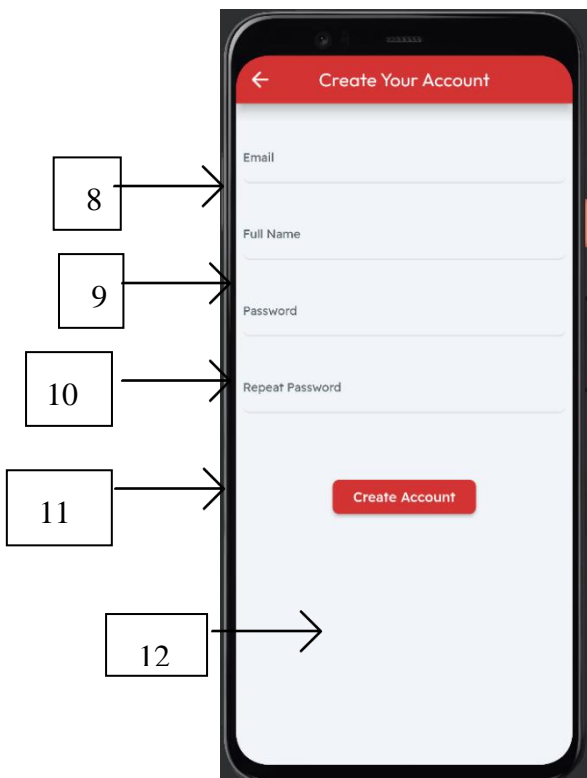 Create Your Account
Email
8
Full Name
9
Password
10
Repeat Password
11
Create Account
12